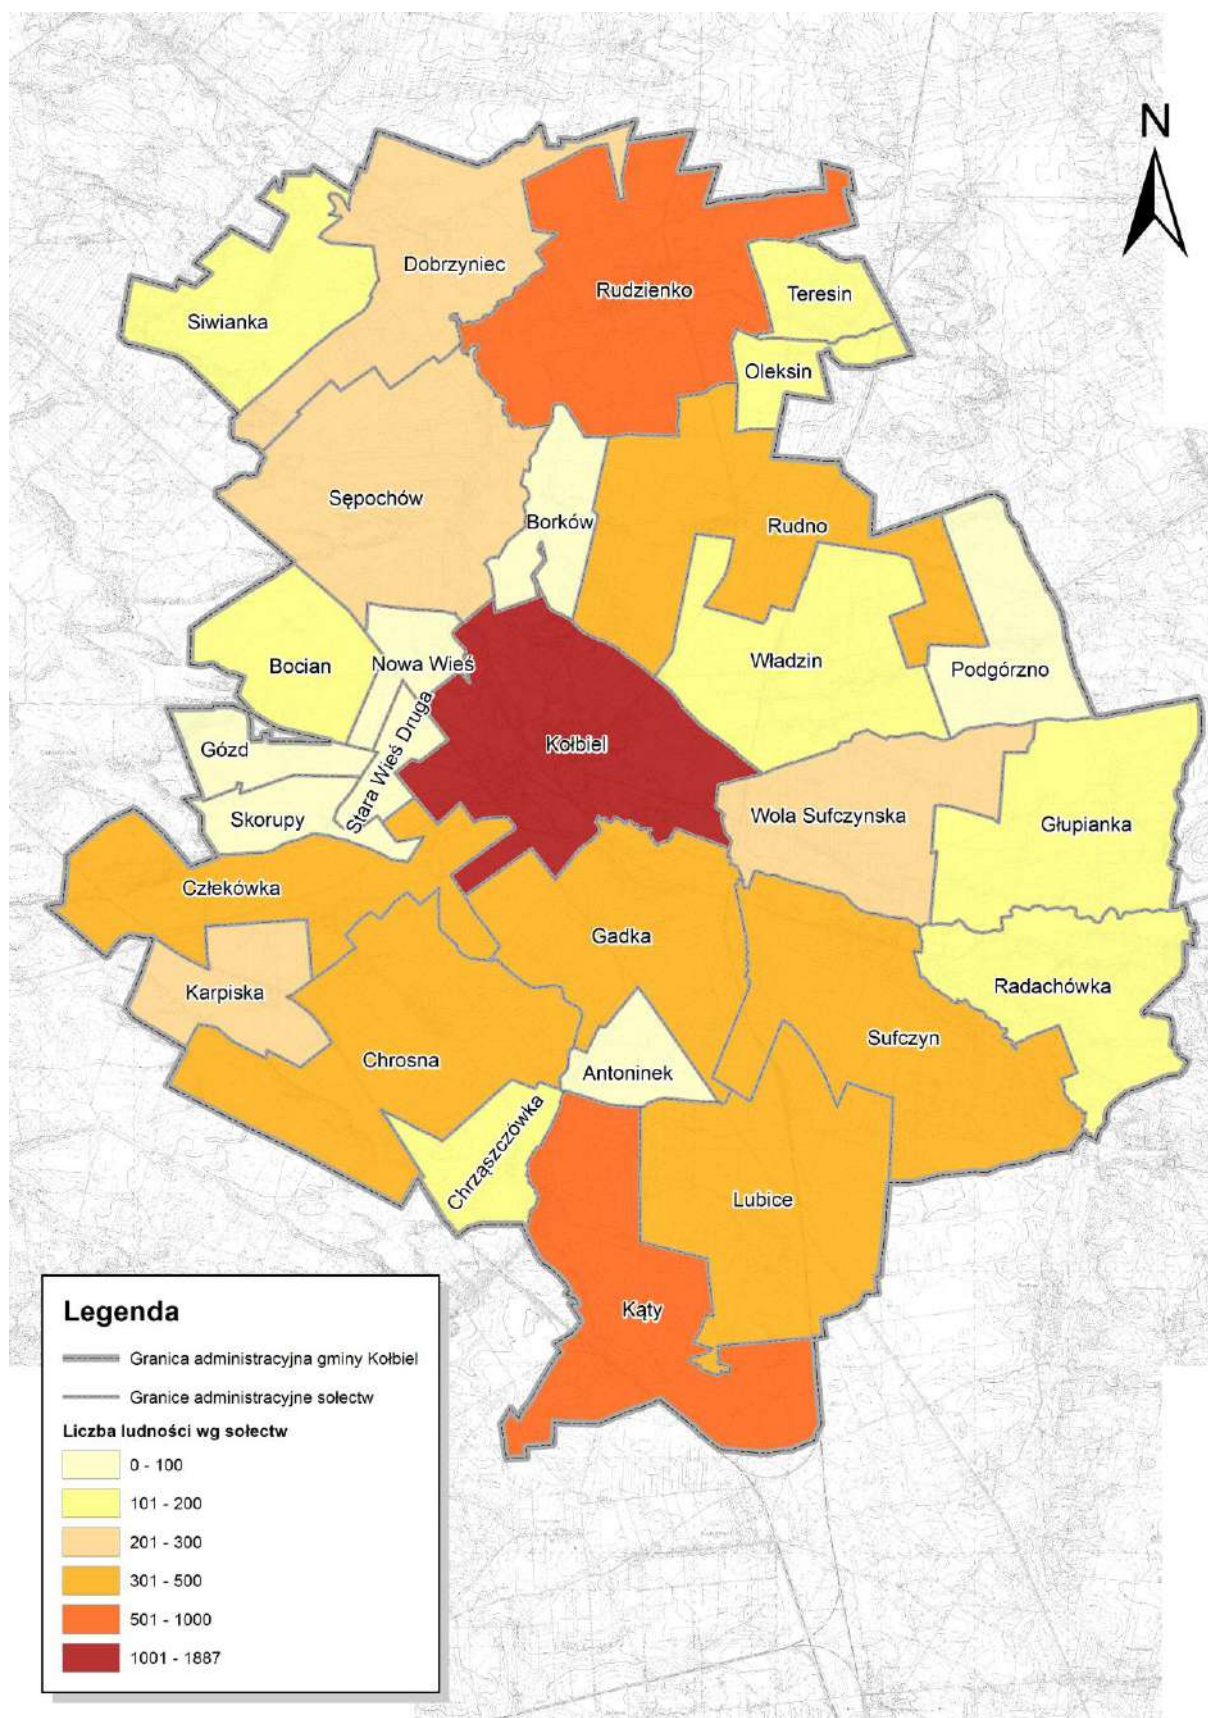 N
Dobrzyniec
Rudzienko
Teresin
Siwianka
Oleksin
Sępochów
Borków
Rudno
Bocian
Nowa Wieś
Władzin
Podgórzno
Stara Wieś Druga
Kołbiel
Gózd
Skorupy
Wola Sufczynska
Głupianka
Człekówka
Gadka
Karpiska
Radachówka
Chrosna
Sufczyn
Antoninek
Chrząszczówka
Lubice
Kąty
Legenda
Granica administracyjna gminy Kołbiel
Granice administracyjne sołectw
Liczba ludności wg sołectw
0 - 100
101 - 200
201 - 300
301 - 500
501 - 1000
1001 - 1887